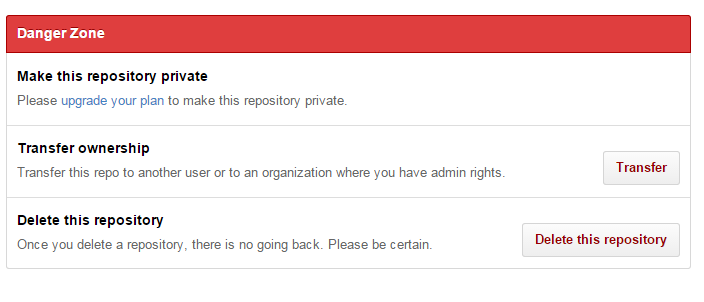 Danger Zone
Make this repository private
Please upgrade your plan to make this repository private.
Transfer ownership
Transfer this repo to another user or to an organization where you have admin rights.
Transfer
Delete this repository
Once you delete a repository, there is no going back. Please be certain.
Delete this repository